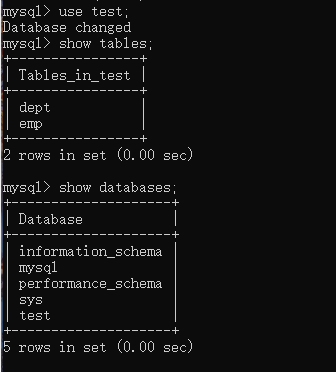 mysql> use test;
Database changed
mysql> show tables;
+----------------+
| Tables_in_test |
+----------------+
| dept           |
| emp            |
+----------------+
2 rows in set (0.00 sec)

mysql> show databases;
+--------------------+
| Database           |
+--------------------+
| information_schema |
| mysql              |
| performance_schema |
| sys                |
| test               |
+--------------------+
5 rows in set (0.00 sec)